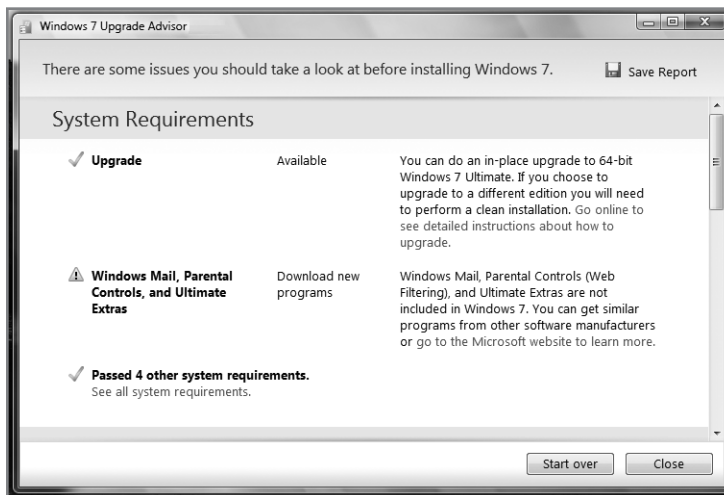 Windows 7 Upgrade Advisor
There are some issues you should take a look at before installing Windows 7.
Save Report
System Requirements
Upgrade
Available
You can do an in-place upgrade to 64-bit
Windows 7 Ultimate. If you choose to
upgrade to a different edition you will need
to perform a clean installation. Go online to
see detailed instructions about how to
upgrade.
Windows Mail, Parental
Controls, and Ultimate
Extras
Download new
programs
Windows Mail, Parental Controls (Web
Filtering), and Ultimate Extras are not
included in Windows 7. You can get similar
programs from other software manufacturers
or go to the Microsoft website to learn more.
Passed 4 other system requirements.
See all system requirements.
Start over
Close